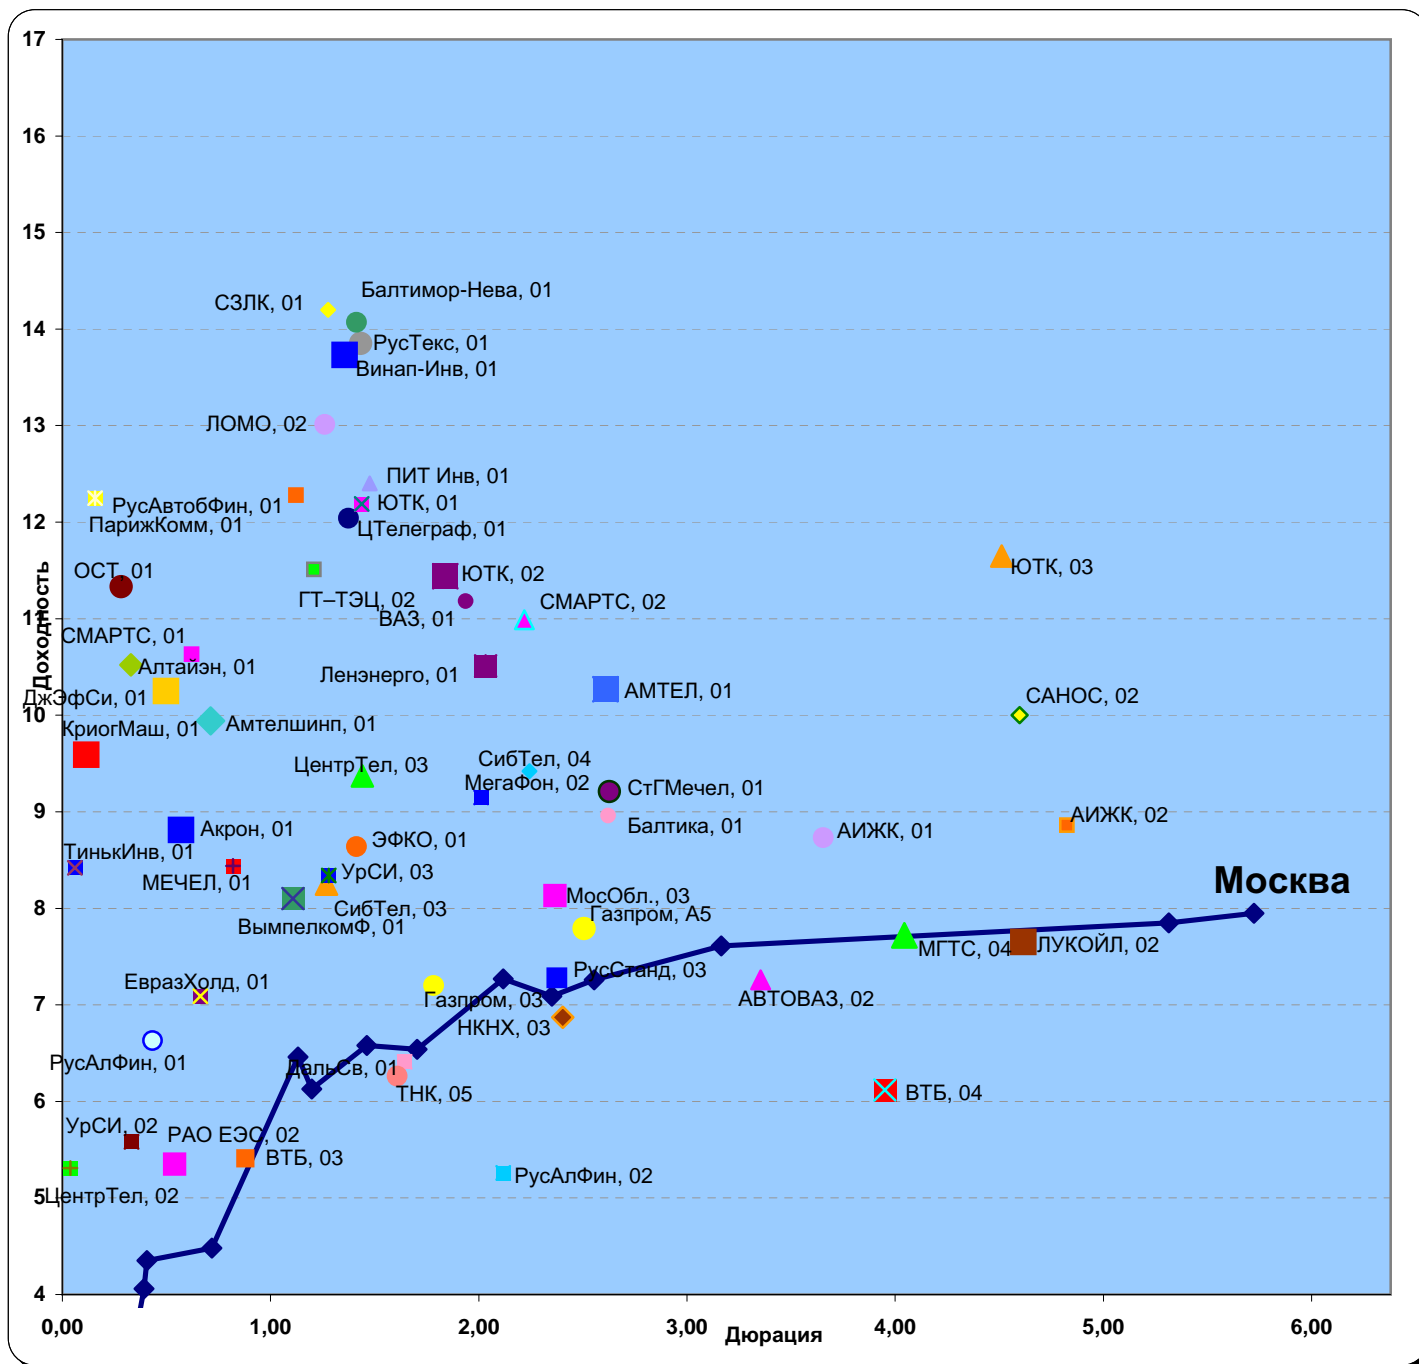 17
16
15
14
13
12
11
10
9
8
7
6
5
4
Доходность
Балтимор-Нева, 01
СЗЛК, 01
РусТекс, 01
Винап-Инв, 01
ЛОМО, 02
ПИТ Инв, 01
РусАвтобФин, 01
ЮТК, 01
ПарижКомм, 01
ЦТелеграф, 01
ОСТ, 01
ЮТК, 02
ЮТК, 03
ГТ–ТЭЦ, 02
СМАРТС, 02
ВАЗ, 01
СМАРТС, 01
Алтайэн, 01
Ленэнерго, 01
АМТЕЛ, 01
САНОС, 02
ДжЭфСи, 01
Амтелшинп, 01
КриогМаш, 01
СибТел, 04
ЦентрТел, 03
МегаФон, 02
СтГМечел, 01
Акрон, 01
Балтика, 01
АИЖК, 01
АИЖК, 02
ЭФКО, 01
ТинькИнв, 01
УрСИ, 03
МЕЧЕЛ, 01
Москва
МосОбл., 03
СибТел, 03
Газпром, А5
ВымпелкомФ, 01
МГТС, 04
ЛУКОЙЛ, 02
РусСтанд, 03
ЕвразХолд, 01
Газпром, 03
АВТОВАЗ, 02
НКНХ, 03
РусАлФин, 01
ДальСв, 01
ТНК, 05
ВТБ, 04
УрСИ, 02
РАО ЕЭС, 02
ВТБ, 03
РусАлФин, 02
ЦентрТел, 02
0,00 1,00 2,00 3,00 4,00 5,00 6,00
Дюрация